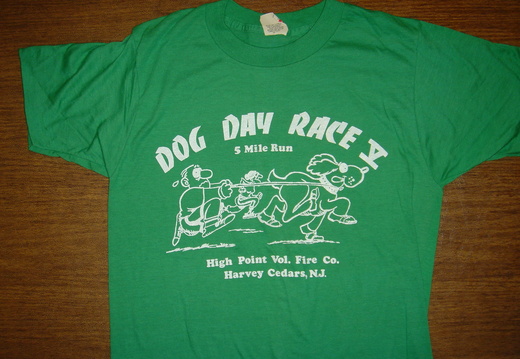 DOG DAY RACE V
5 Mile Run
High Point Vol. Fire Co.
Harvey Cedars, N.J.